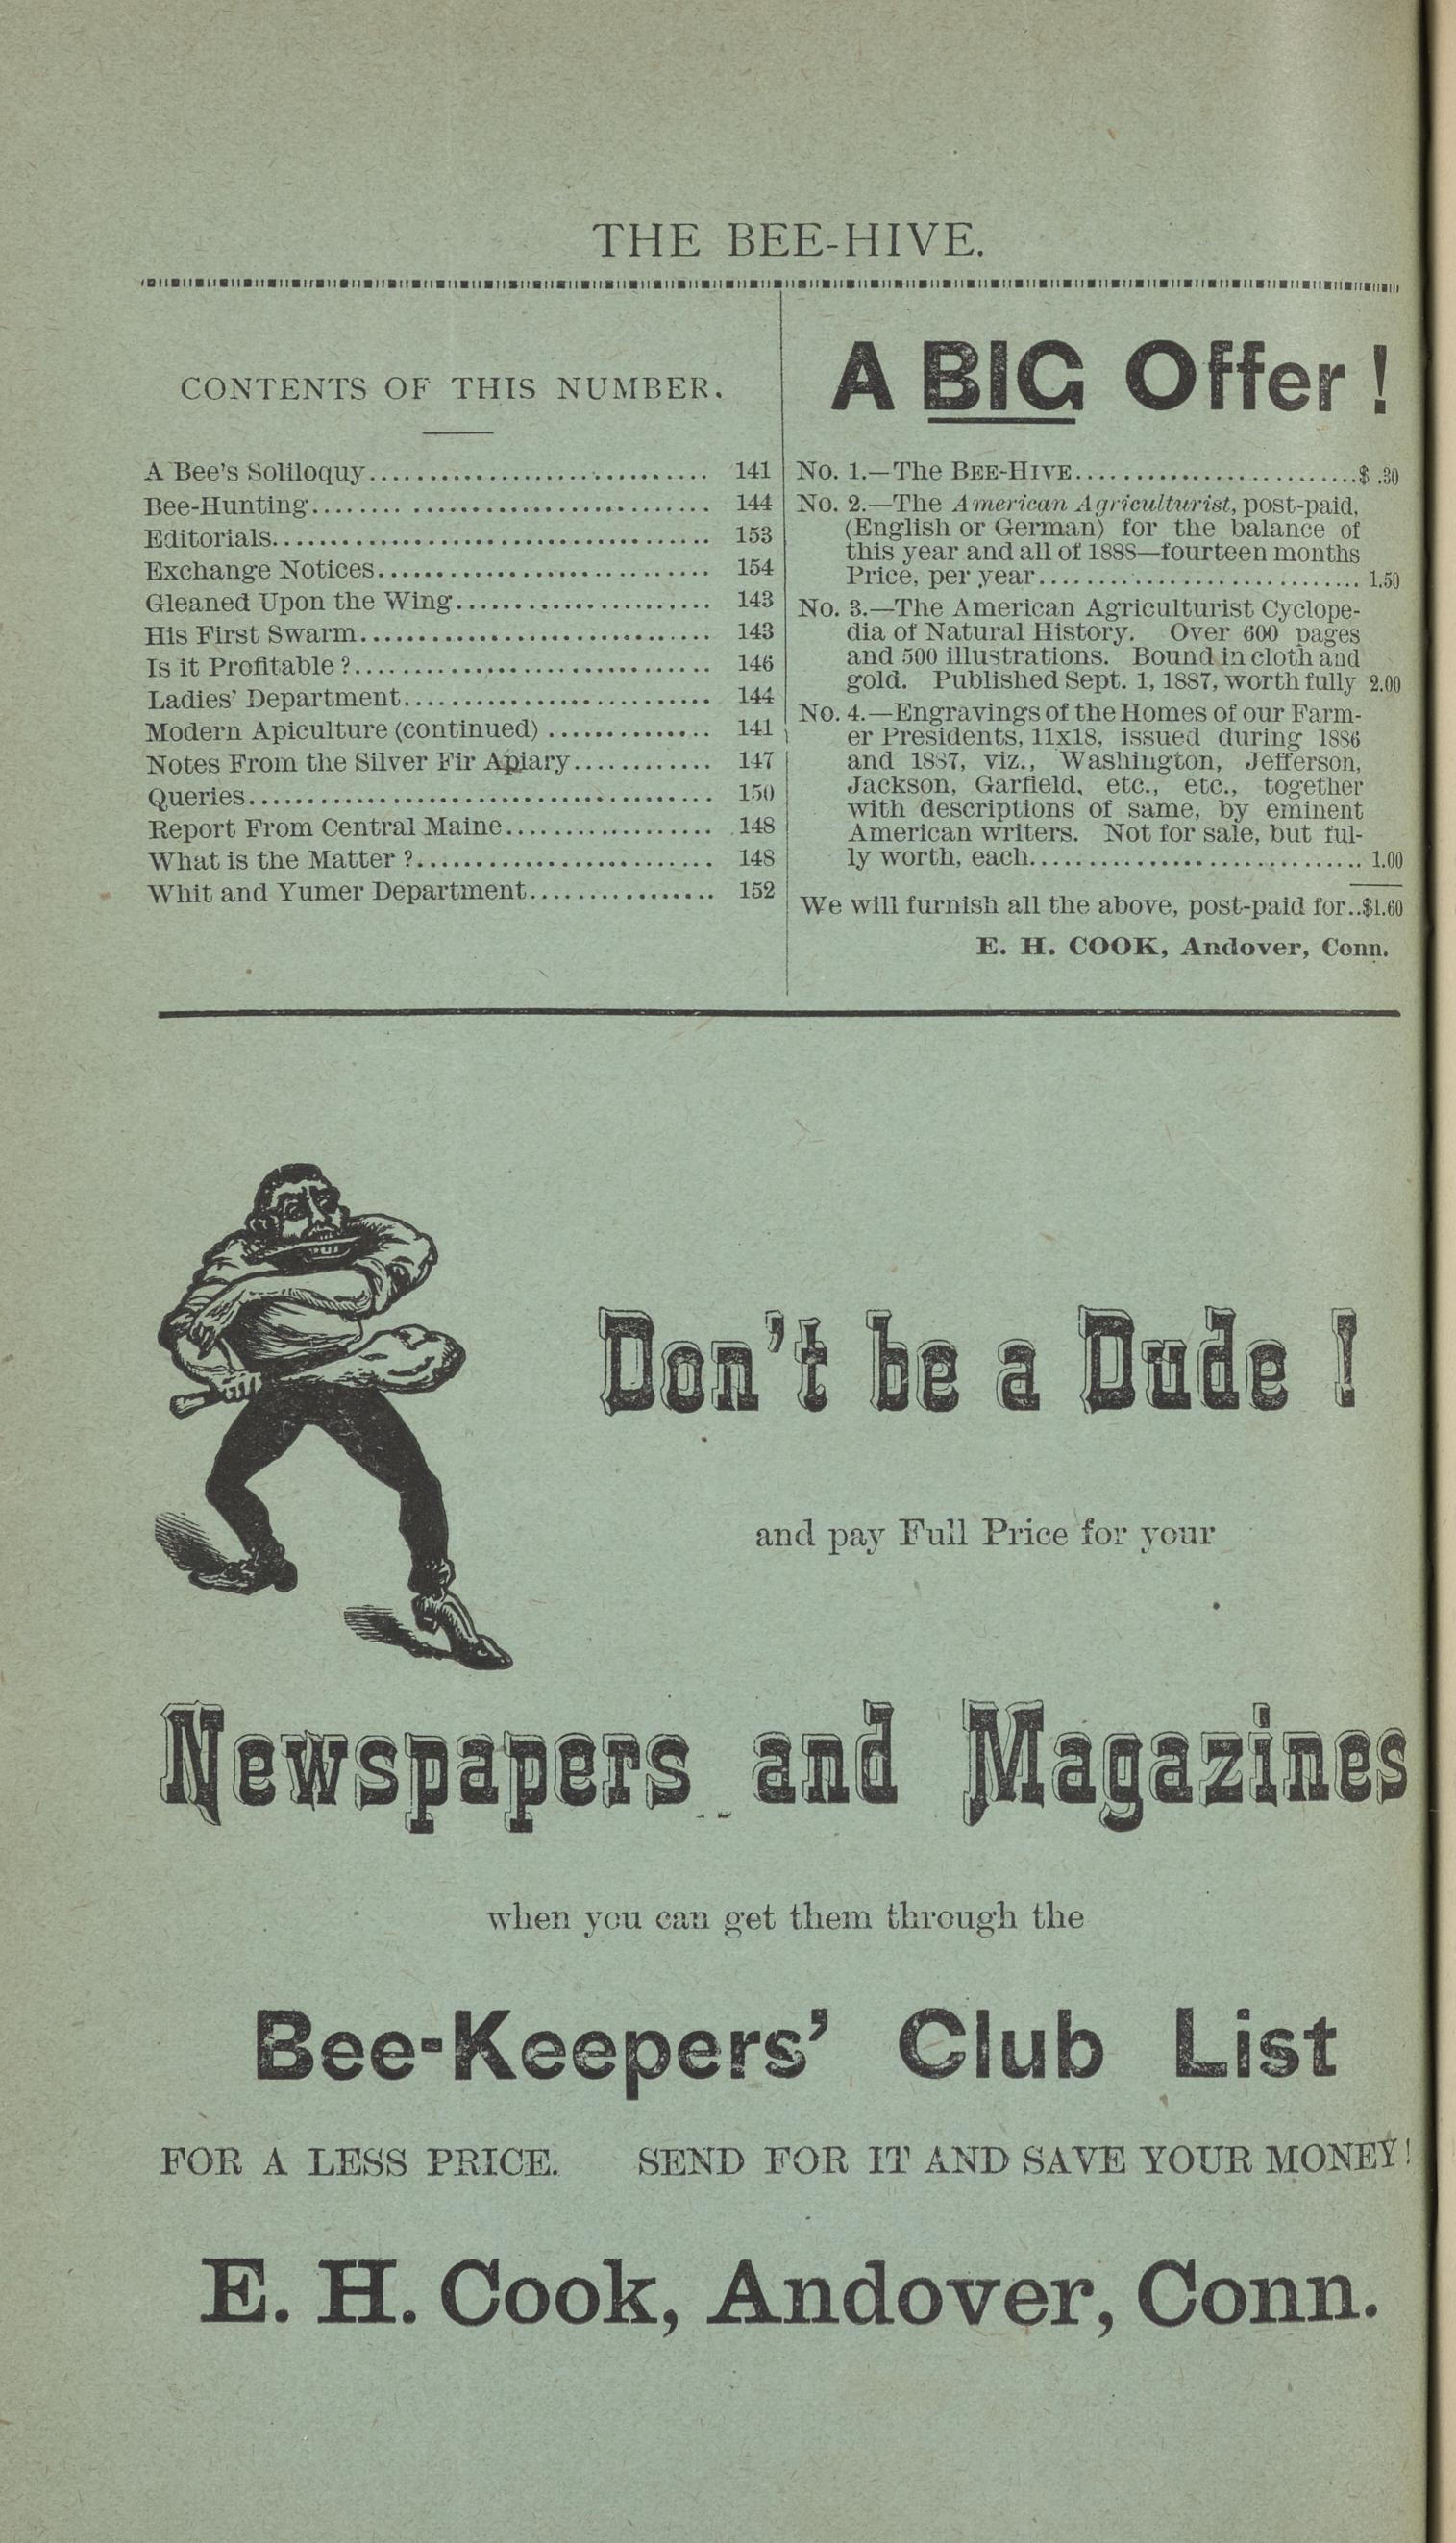 THE BEE-HIVE.
CONTENTS OF THIS NUMBER.
A Bee's Soliloquy............................ 141
Bee-Hunting........ ......................... 144
Editorials..................................... 153
Exchange Notices............................ 154
Gleaned Upon the Wing...................... 143
His First Swarm.............................. 143
Is it Profitable?.............................. 146
Ladies' Department.......................... 144
Modern Apiculture (continued) .............. 141
Notes From the Silver Fir Apiary............ 147
Queries........................................ 150
Report From Central Maine.................. 148
What is the Matter?......................... 148
Whit and Yumer Department................ 152
A BIG Offer!
No. 1.—The BEE-HIVE........................$ .30
No. 2.—The American Agriculturist, post-paid,
(English or German) for the balance of
this year and all of 1888—fourteen months
Price, per year............................ 1.50
No. 3.—The American Agriculturist Cyclope-
dia of Natural History. Over 600 pages
and 500 illustrations. Bound in cloth and
gold. Published Sept. 1, 1887, worth fully 2.00
No. 4.—Engravings of the Homes of our Farm-
er Presidents, 11x18, issued during 1886
and 1887, viz., Washington, Jefferson,
Jackson, Garfield, etc., etc., together
with descriptions of same, by eminent
American writers. Not for sale, but ful-
ly worth, each............................. 1.00
We will furnish all the above, post-paid for..$1.60
E. H. COOK, Andover, Conn.
Don't be a Dude!
and pay Full Price for your
Newspapers and Magazines
when you can get them through the
Bee-Keepers' Club List
FOR A LESS PRICE. SEND FOR IT AND SAVE YOUR MONEY!
E. H. Cook, Andover, Conn.